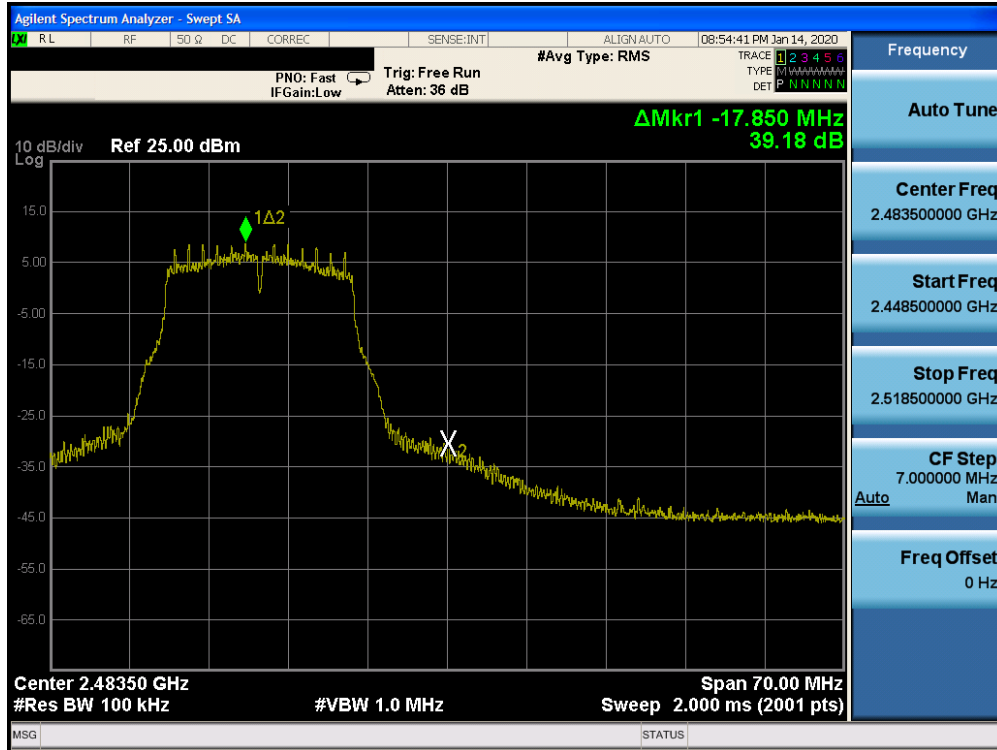 Agilent Spectrum Analyzer - Swept SA
LXI RL RF 50 Ω DC CORREC SENSE:INT ALIGNAUTO 08:54:41 PM Jan 14, 2020
#Avg Type: RMS
TRACE 1 2 3 4 5 6
PNO: Fast Trig: Free Run
TYPE M WWWWW
IFGain:Low Atten: 36 dB
DET P N N N N N
ΔMkr1 -17.850 MHz
39.18 dB
10 dB/div Ref 25.00 dBm
Log
15.0
1Δ2
5.00
-5.00
-15.0
-25.0
X2
-35.0
-45.0
-55.0
-65.0
Center 2.48350 GHz Span 70.00 MHz
#Res BW 100 kHz #VBW 1.0 MHz Sweep 2.000 ms (2001 pts)
MSG STATUS
Frequency
Auto Tune
Center Freq
2.483500000 GHz
Start Freq
2.448500000 GHz
Stop Freq
2.518500000 GHz
CF Step
7.000000 MHz
Auto Man
Freq Offset
0 Hz